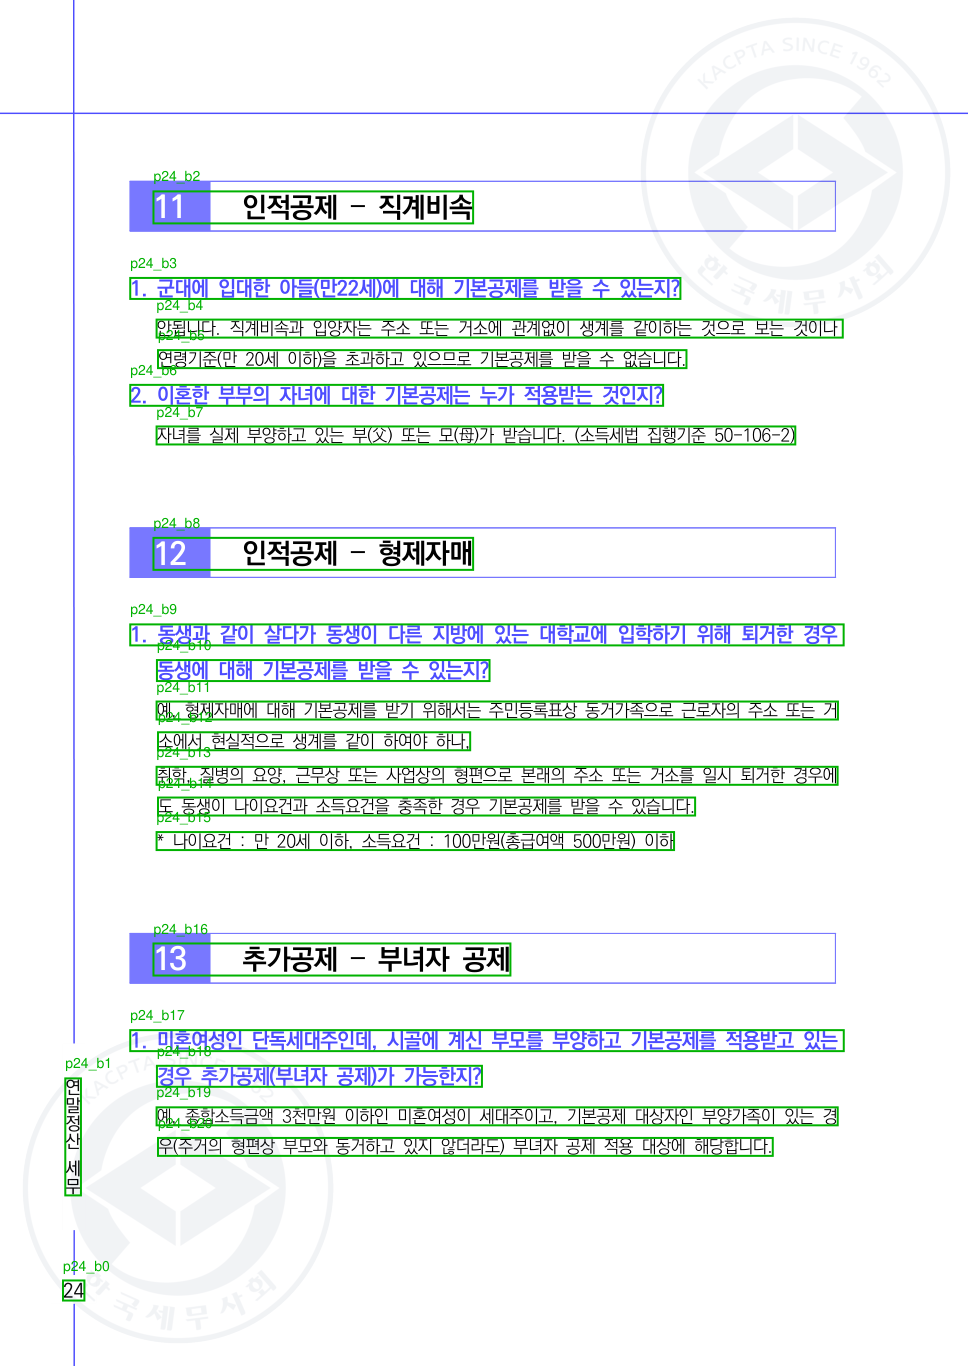 KACPTA SINCE 1962
한국세무사회
p24_b2
11 인적공제 - 직계비속
p24_b3
1. 군대에 입대한 아들(만22세)에 대해 기본공제를 받을 수 있는지?
p24_b4
안됩니다. 직계비속과 입양자는 주소 또는 거소에 관계없이 생계를 같이하는 것으로 보는 것이나
p24_b5
연령기준(만 20세 이하)을 초과하고 있으므로 기본공제를 받을 수 없습니다.
p24_b6
2. 이혼한 부부의 자녀에 대한 기본공제는 누가 적용받는 것인지?
p24_b7
자녀를 실제 부양하고 있는 부(父) 또는 모(母)가 받습니다. (소득세법 집행기준 50-106-2)
p24_b8
12 인적공제 - 형제자매
p24_b9
1. 동생과 같이 살다가 동생이 다른 지방에 있는 대학교에 입학하기 위해 퇴거한 경우
p24_b10
동생에 대해 기본공제를 받을 수 있는지?
p24_b11
예, 형제자매에 대해 기본공제를 받기 위해서는 주민등록표상 동거가족으로 근로자의 주소 또는 거
p24_b12
소에서 현실적으로 생계를 같이 하여야 하나,
p24_b13
취학, 질병의 요양, 근무상 또는 사업상의 형편으로 본래의 주소 또는 거소를 일시 퇴거한 경우에
p24_b14
도 동생이 나이요건과 소득요건을 충족한 경우 기본공제를 받을 수 있습니다.
p24_b15
* 나이요건 : 만 20세 이하, 소득요건 : 100만원(총급여액 500만원) 이하
p24_b16
13 추가공제 - 부녀자 공제
p24_b17
1. 미혼여성인 단독세대주인데, 시골에 계신 부모를 부양하고 기본공제를 적용받고 있는
p24_b18
경우 추가공제(부녀자 공제)가 가능한지?
p24_b19
예, 종합소득금액 3천만원 이하인 미혼여성이 세대주이고, 기본공제 대상자인 부양가족이 있는 경
p24_b20
우(주거의 형편상 부모와 동거하고 있지 않더라도) 부녀자 공제 적용 대상에 해당합니다.
p24_b1
연말정산 세무
p24_b0
24
한국세무사회